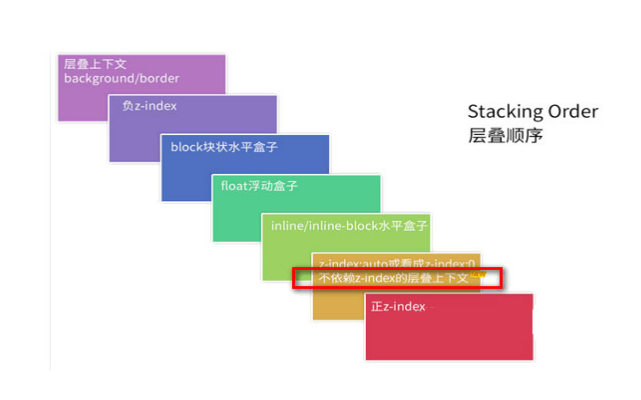 层叠上下文
background/border
负z-index
Stacking Order
层叠顺序
block块状水平盒子
float浮动盒子
inline/inline-block水平盒子
z-index:auto或看成z-index:0
不依赖z-index的层叠上下文
正z-index